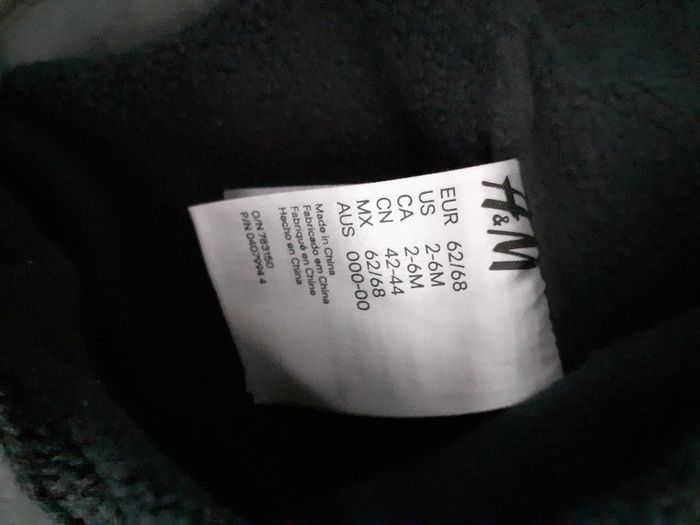 H&M
EUR 62/68
US 2-6M
CA 2-6M
CN 42-44
MX 62/68
AUS 000-00
Made in China
Fabricado em China
Fabriqué en Chine
Hecho en China
O/N 783150
P/N 0407994 4